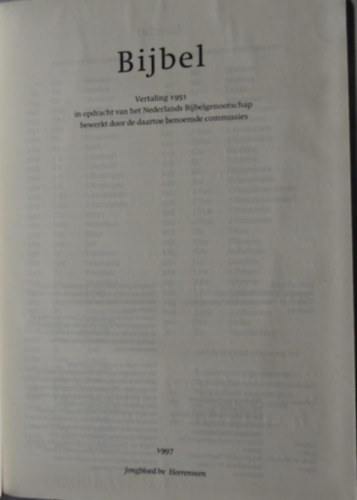 Bijbel
Vertaling 1951
in opdracht van het Nederlands Bijbelgenootschap
bewerkt door de daartoe benoemde commissies
1997
Jongbloed bv Heerenveen